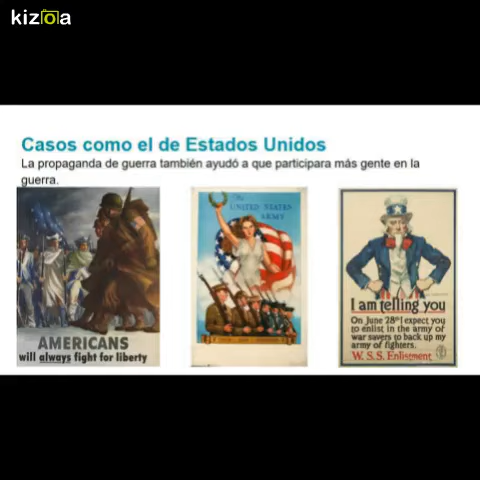 kizoa
Casos como el de Estados Unidos
La propaganda de guerra también ayudó a que participara más gente en la
guerra.
AMERICANS
will always fight for liberty
UNITED STATES
ARMY
I am telling you
On June 28th I expect you
to enlist in the army of
war savers to back up my
army of fighters.
W. S. S. Enlistment